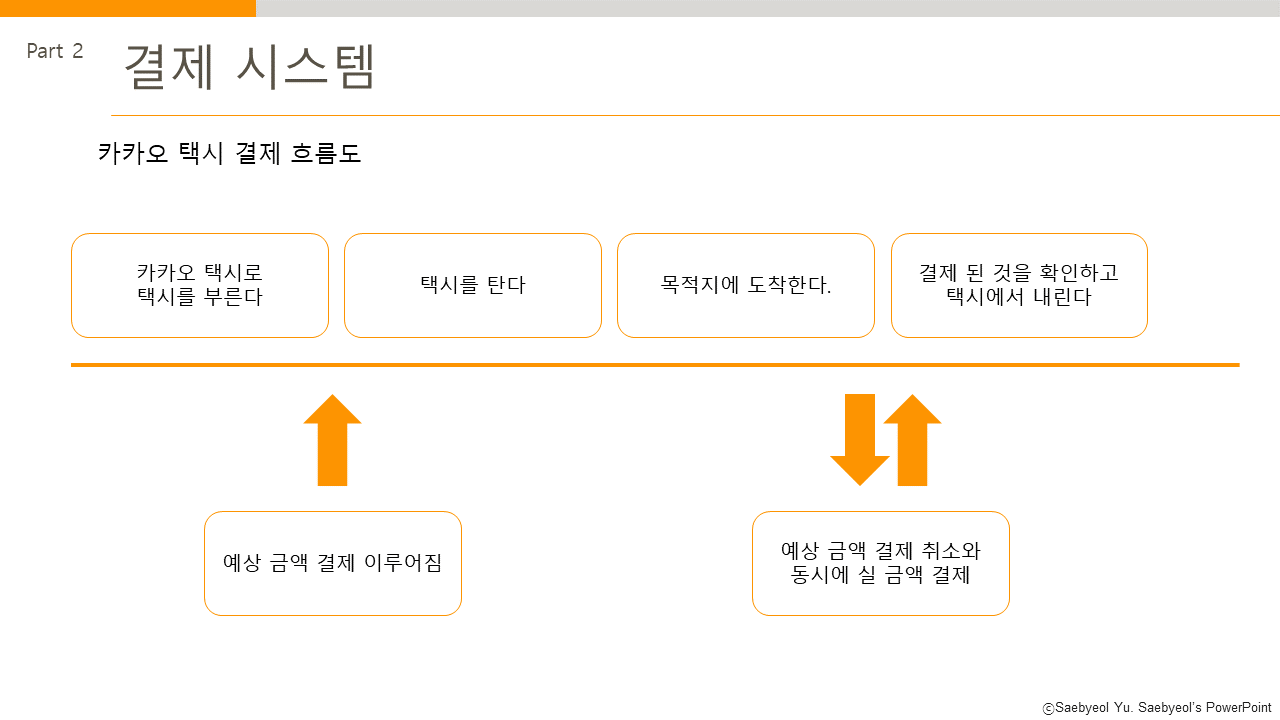 Part 2
결제 시스템
카카오 택시 결제 흐름도
카카오 택시로
택시를 부른다
택시를 탄다
목적지에 도착한다.
결제 된 것을 확인하고
택시에서 내린다
예상 금액 결제 이루어짐
예상 금액 결제 취소와
동시에 실 금액 결제
ⓒSaebyeol Yu. Saebyeol's PowerPoint